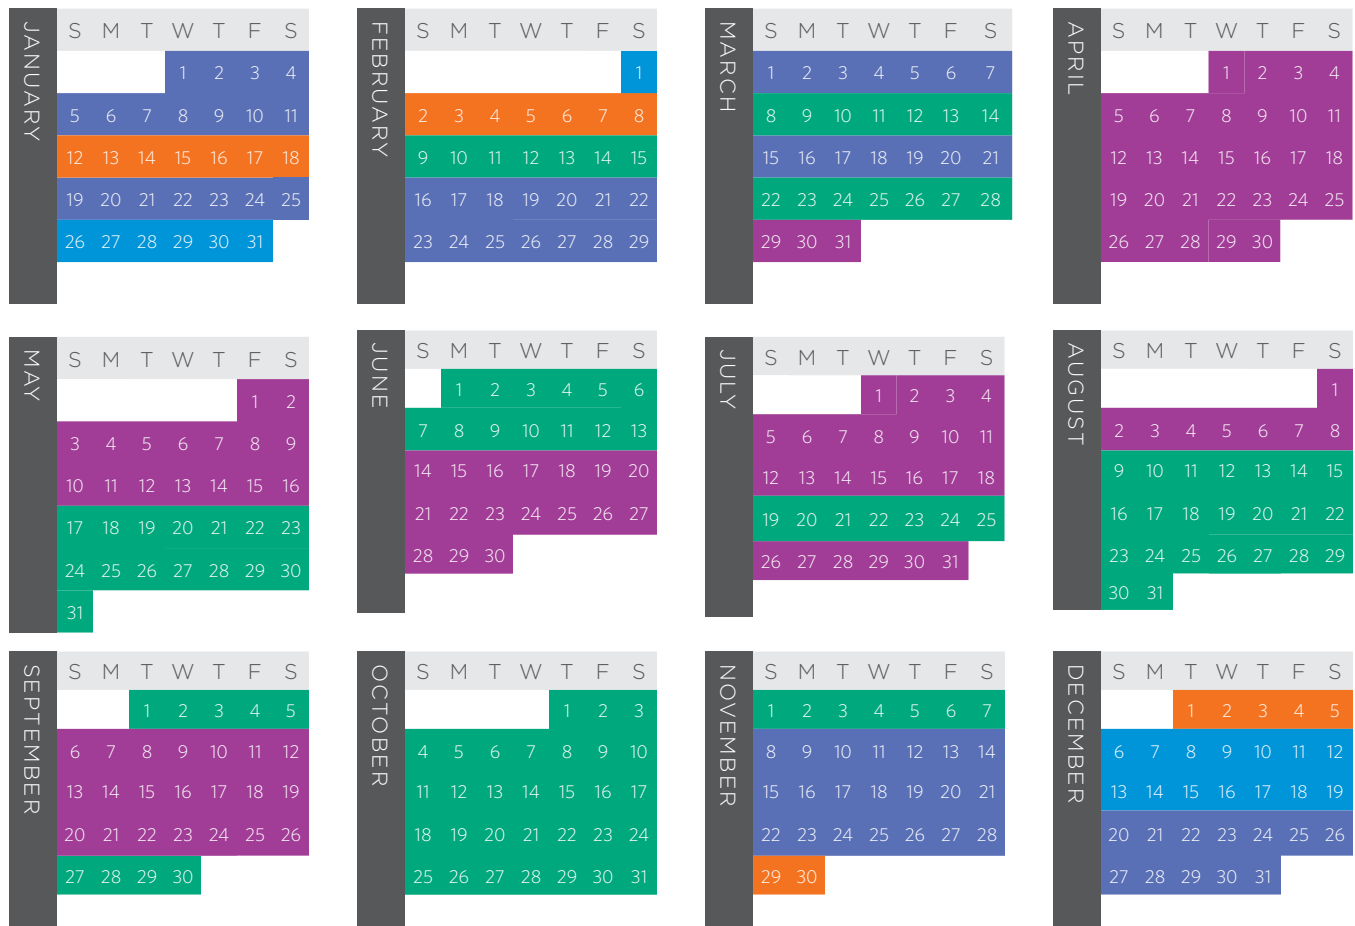 JANUARY
S M T W T F S
1 2 3 4
5 6 7 8 9 10 11
12 13 14 15 16 17 18
19 20 21 22 23 24 25
26 27 28 29 30 31
FEBRUARY
S M T W T F S
1
2 3 4 5 6 7 8
9 10 11 12 13 14 15
16 17 18 19 20 21 22
23 24 25 26 27 28 29
MARCH
S M T W T F S
1 2 3 4 5 6 7
8 9 10 11 12 13 14
15 16 17 18 19 20 21
22 23 24 25 26 27 28
29 30 31
APRIL
S M T W T F S
1 2 3 4
5 6 7 8 9 10 11
12 13 14 15 16 17 18
19 20 21 22 23 24 25
26 27 28 29 30
MAY
S M T W T F S
1 2
3 4 5 6 7 8 9
10 11 12 13 14 15 16
17 18 19 20 21 22 23
24 25 26 27 28 29 30
31
JUNE
S M T W T F S
1 2 3 4 5 6
7 8 9 10 11 12 13
14 15 16 17 18 19 20
21 22 23 24 25 26 27
28 29 30
JULY
S M T W T F S
1 2 3 4
5 6 7 8 9 10 11
12 13 14 15 16 17 18
19 20 21 22 23 24 25
26 27 28 29 30 31
AUGUST
S M T W T F S
1
2 3 4 5 6 7 8
9 10 11 12 13 14 15
16 17 18 19 20 21 22
23 24 25 26 27 28 29
30 31
SEPTEMBER
S M T W T F S
1 2 3 4 5
6 7 8 9 10 11 12
13 14 15 16 17 18 19
20 21 22 23 24 25 26
27 28 29 30
OCTOBER
S M T W T F S
1 2 3
4 5 6 7 8 9 10
11 12 13 14 15 16 17
18 19 20 21 22 23 24
25 26 27 28 29 30 31
NOVEMBER
S M T W T F S
1 2 3 4 5 6 7
8 9 10 11 12 13 14
15 16 17 18 19 20 21
22 23 24 25 26 27 28
29 30
DECEMBER
S M T W T F S
1 2 3 4 5
6 7 8 9 10 11 12
13 14 15 16 17 18 19
20 21 22 23 24 25 26
27 28 29 30 31